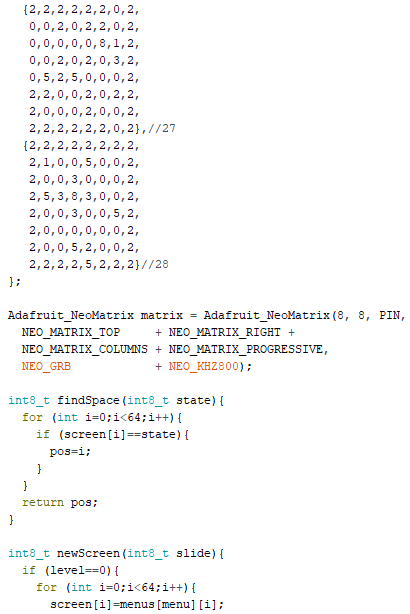 {2,2,2,2,2,2,0,2,
0,0,2,0,2,2,0,2,
0,0,0,0,0,8,1,2,
0,0,2,0,2,0,3,2,
0,5,2,5,0,0,0,2,
2,2,0,0,2,0,2,2,
2,0,0,0,2,0,0,2,
2,2,2,2,2,2,0,2},//27
{2,2,2,2,2,2,2,2,
2,1,0,0,5,0,0,2,
2,0,0,3,0,0,0,2,
2,5,3,8,3,0,0,2,
2,0,0,3,0,0,5,2,
2,0,0,0,0,0,0,2,
2,0,0,5,2,0,0,2,
2,2,2,2,5,2,2,2}//28
};
Adafruit_NeoMatrix matrix = Adafruit_NeoMatrix(8, 8, PIN,
NEO_MATRIX_TOP     + NEO_MATRIX_RIGHT +
NEO_MATRIX_COLUMNS + NEO_MATRIX_PROGRESSIVE,
NEO_GRB            + NEO_KHZ800);
int8_t findSpace(int8_t state){
for (int i=0;i<64;i++){
if (screen[i]==state){
pos=i;
}
}
return pos;
}
int8_t newScreen(int8_t slide){
if (level==0){
for (int i=0;i<64;i++){
screen[i]=menus[menu][i];